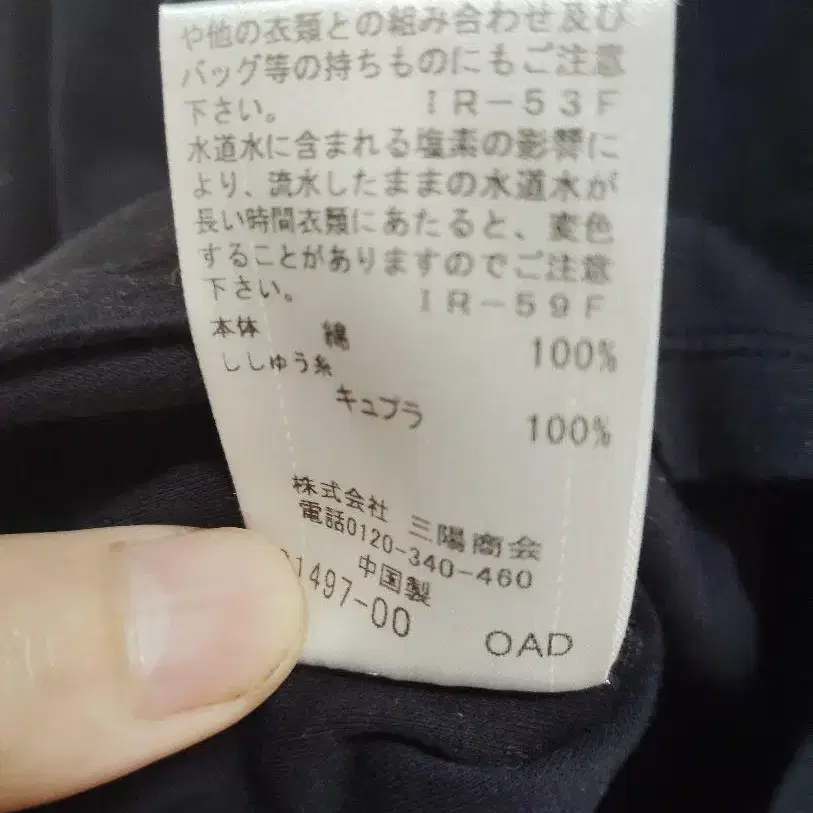 や他の衣類との組み合わせ及び
バッグ等の持ちものにもご注意
下さい。 IR-53F
水道水に含まれる塩素の影響に
より、流水したままの水道水が
長い時間衣類にあたると、変色
することがありますのでご注意
下さい。 IR-59F
本体 綿 100%
ししゅう糸
キュプラ 100%
株式会社 三陽商会
電話0120-340-460
中国製
1497-00 OAD